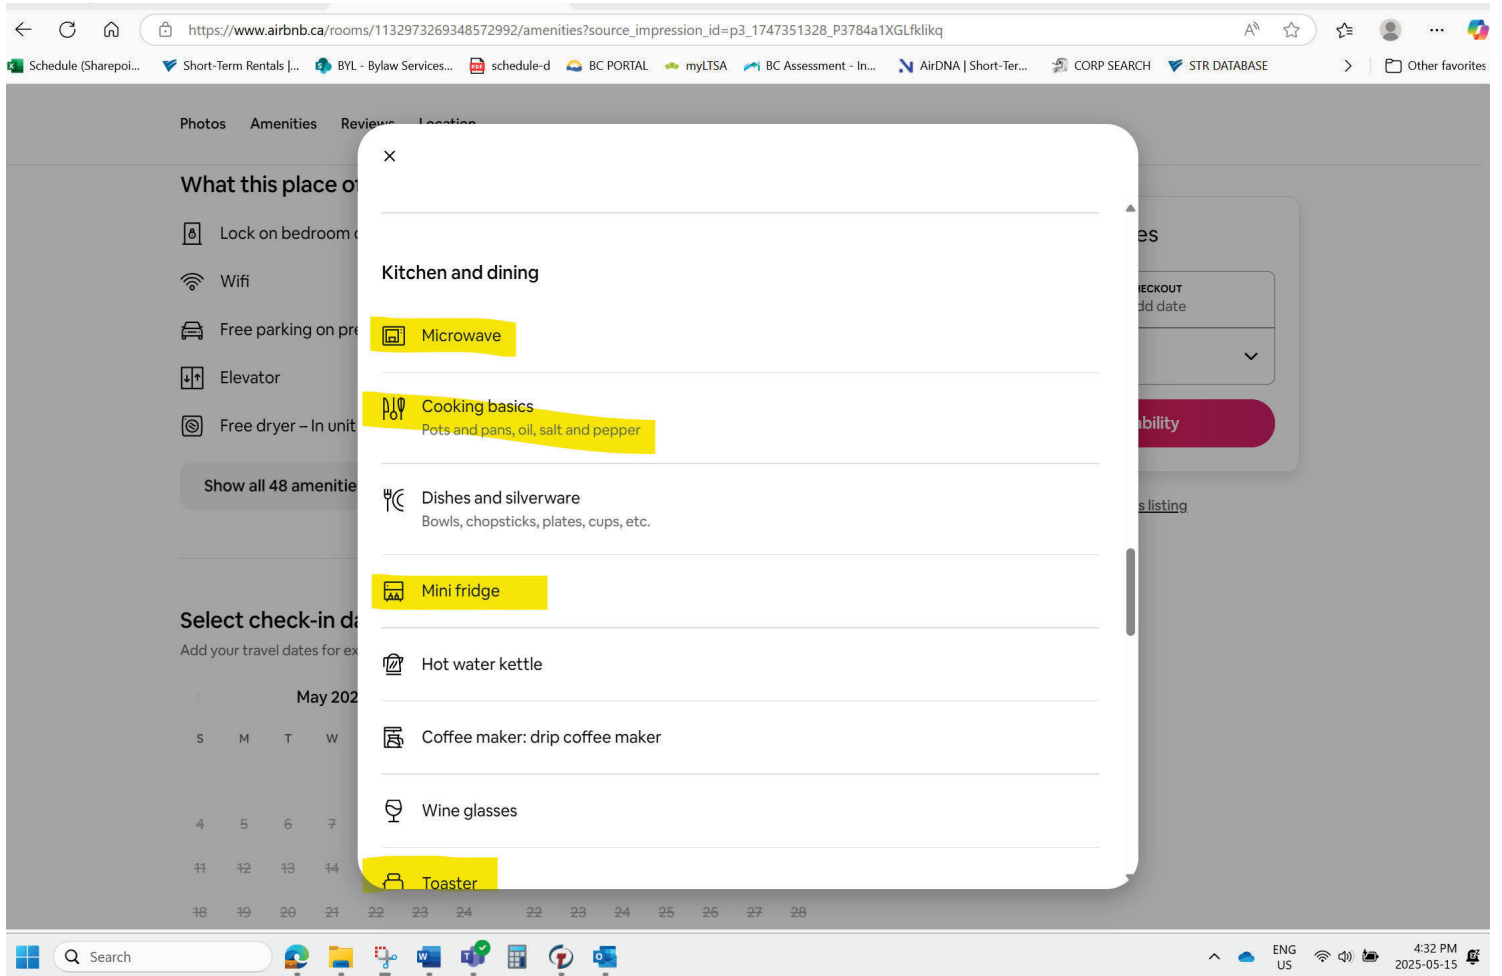 https://www.airbnb.ca/rooms/1132973269348572992/amenities?source_impression_id=p3_1747351328_P3784a1XGLfklikq
Schedule (Sharepoi... Short-Term Rentals |... BYL - Bylaw Services... schedule-d BC PORTAL myLTSA BC Assessment - In... AirDNA | Short-Ter... CORP SEARCH STR DATABASE Other favorites
Photos Amenities Reviews Location
What this place of
Lock on bedroom
Wifi
Free parking on pre
Elevator
Free dryer – In unit
Show all 48 amenitie
Select check-in da
Add your travel dates for ex
May 202
S M T W
4 5 6 7
11 12 13 14
18 19 20 21 22 23 24 22 23 24 25 26 27 28
Kitchen and dining
Microwave
Cooking basics
Pots and pans, oil, salt and pepper
Dishes and silverware
Bowls, chopsticks, plates, cups, etc.
Mini fridge
Hot water kettle
Coffee maker: drip coffee maker
Wine glasses
Toaster
es
HECKOUT
dd date
ability
s listing
Search
ENG
US
4:32 PM
2025-05-15